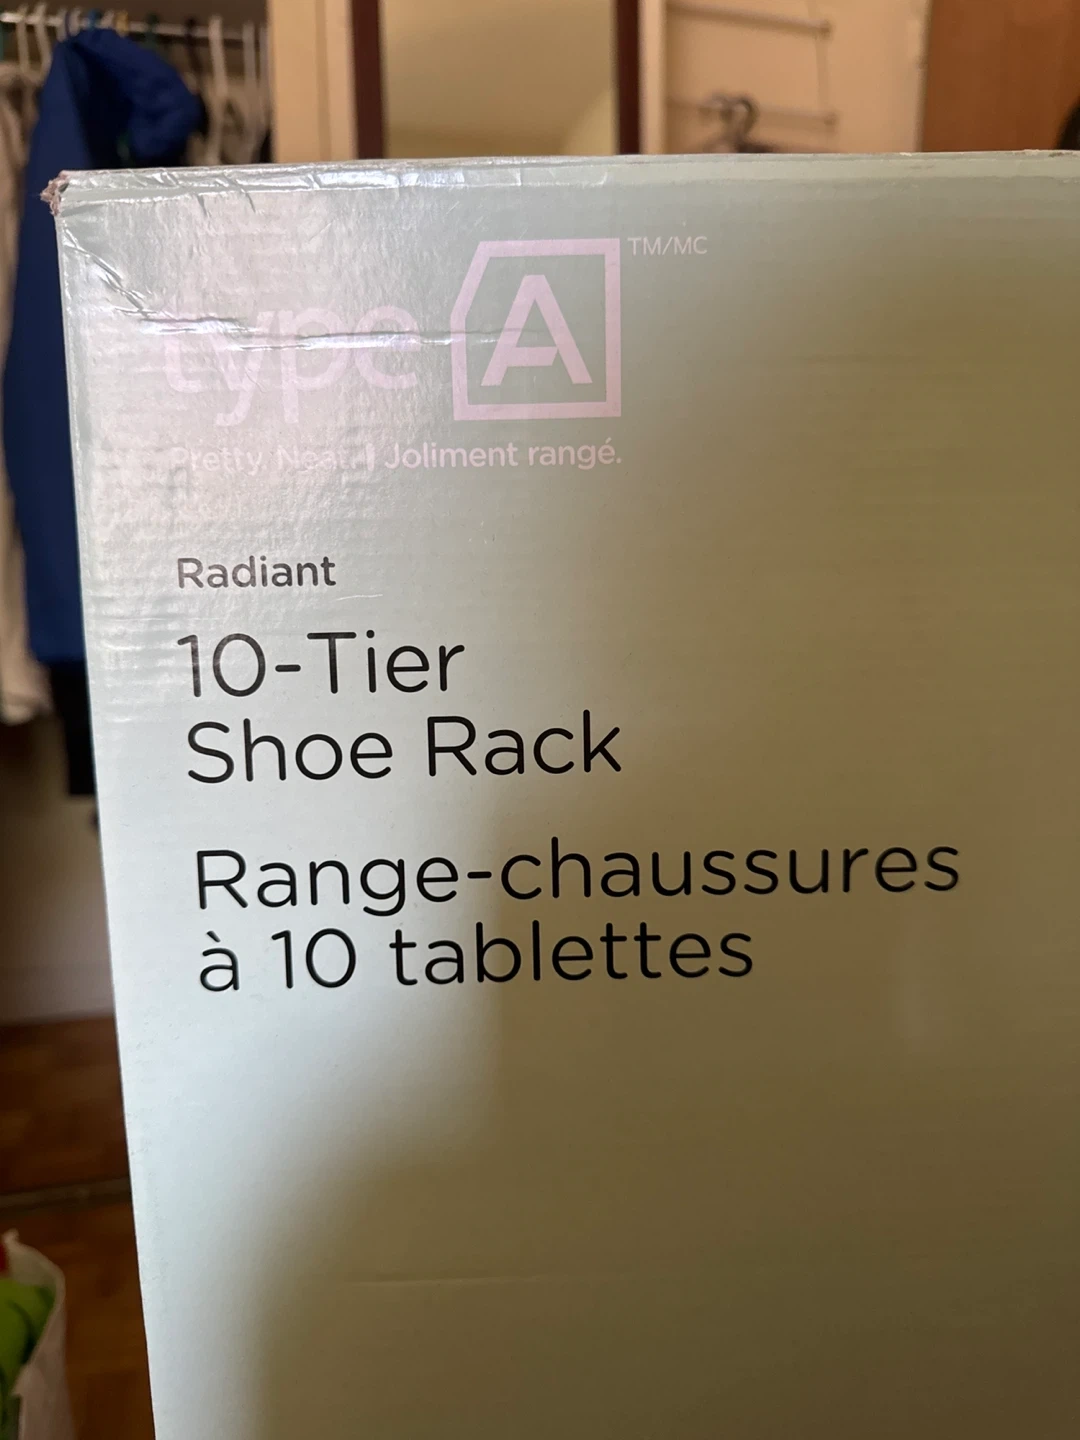 type A TM/MC
Pretty. Neat. | Joliment rangé.
Radiant
10-Tier
Shoe Rack
Range-chaussures
à 10 tablettes